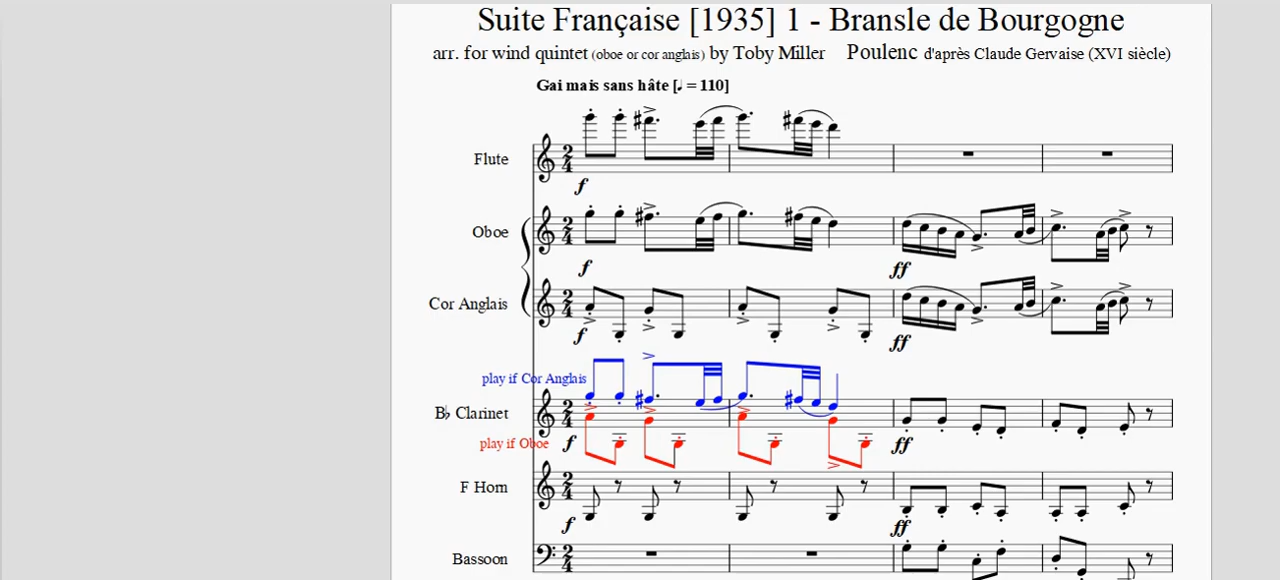 Suite Française [1935] 1 - Bransle de Bourgogne
arr. for wind quintet (oboe or cor anglais) by Toby Miller Poulenc d'après Claude Gervaise (XVI siècle)
Gai mais sans hâte [♩ = 110]
Flute
f
Oboe
f ff
Cor Anglais
f ff
play if Cor Anglais
B♭ Clarinet
play if Oboe f ff
F Horn
f ff
Bassoon